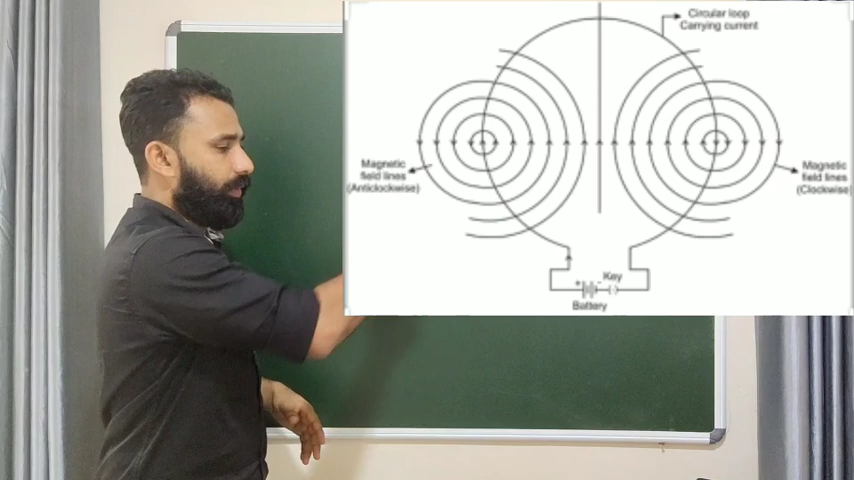 Circular loop
Carrying current
Magnetic
field lines
(Anticlockwise)
Magnetic
field lines
(Clockwise)
Key
+ -
Battery